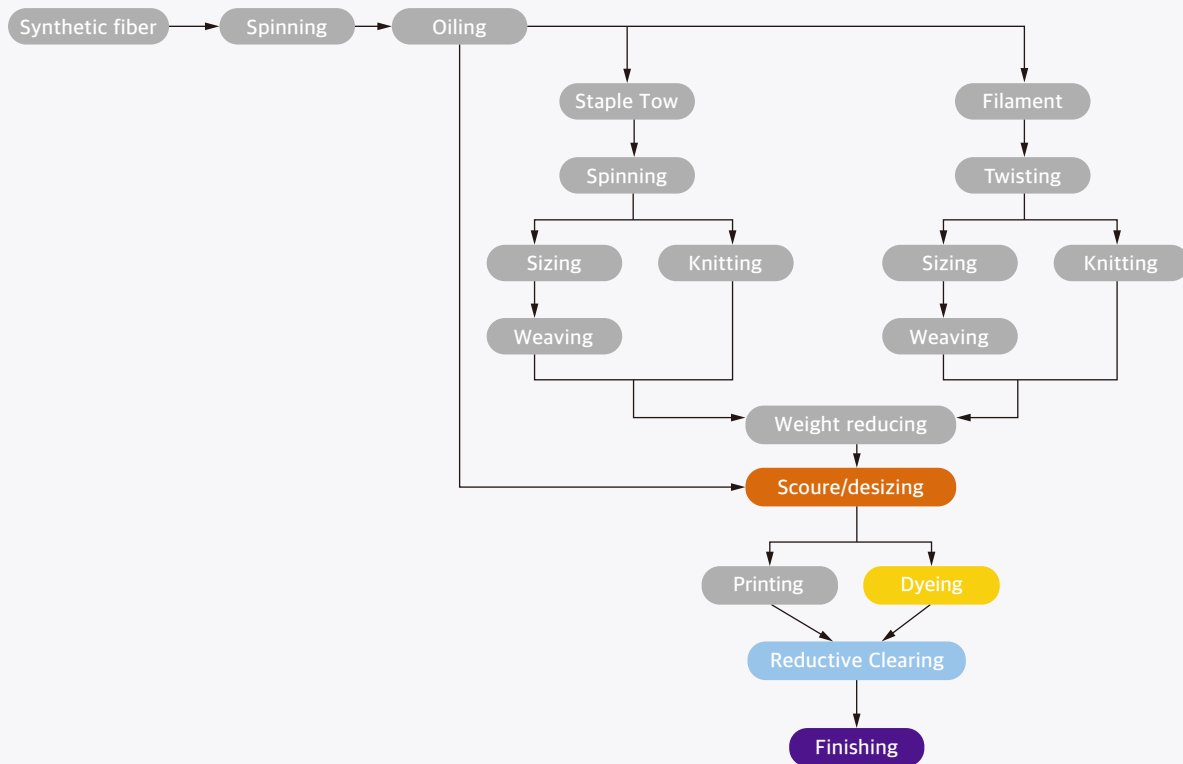 Synthetic fiber
Spinning
Oiling
Staple Tow
Filament
Spinning
Twisting
Sizing
Knitting
Sizing
Knitting
Weaving
Weaving
Weight reducing
Scoure/desizing
Printing
Dyeing
Reductive Clearing
Finishing